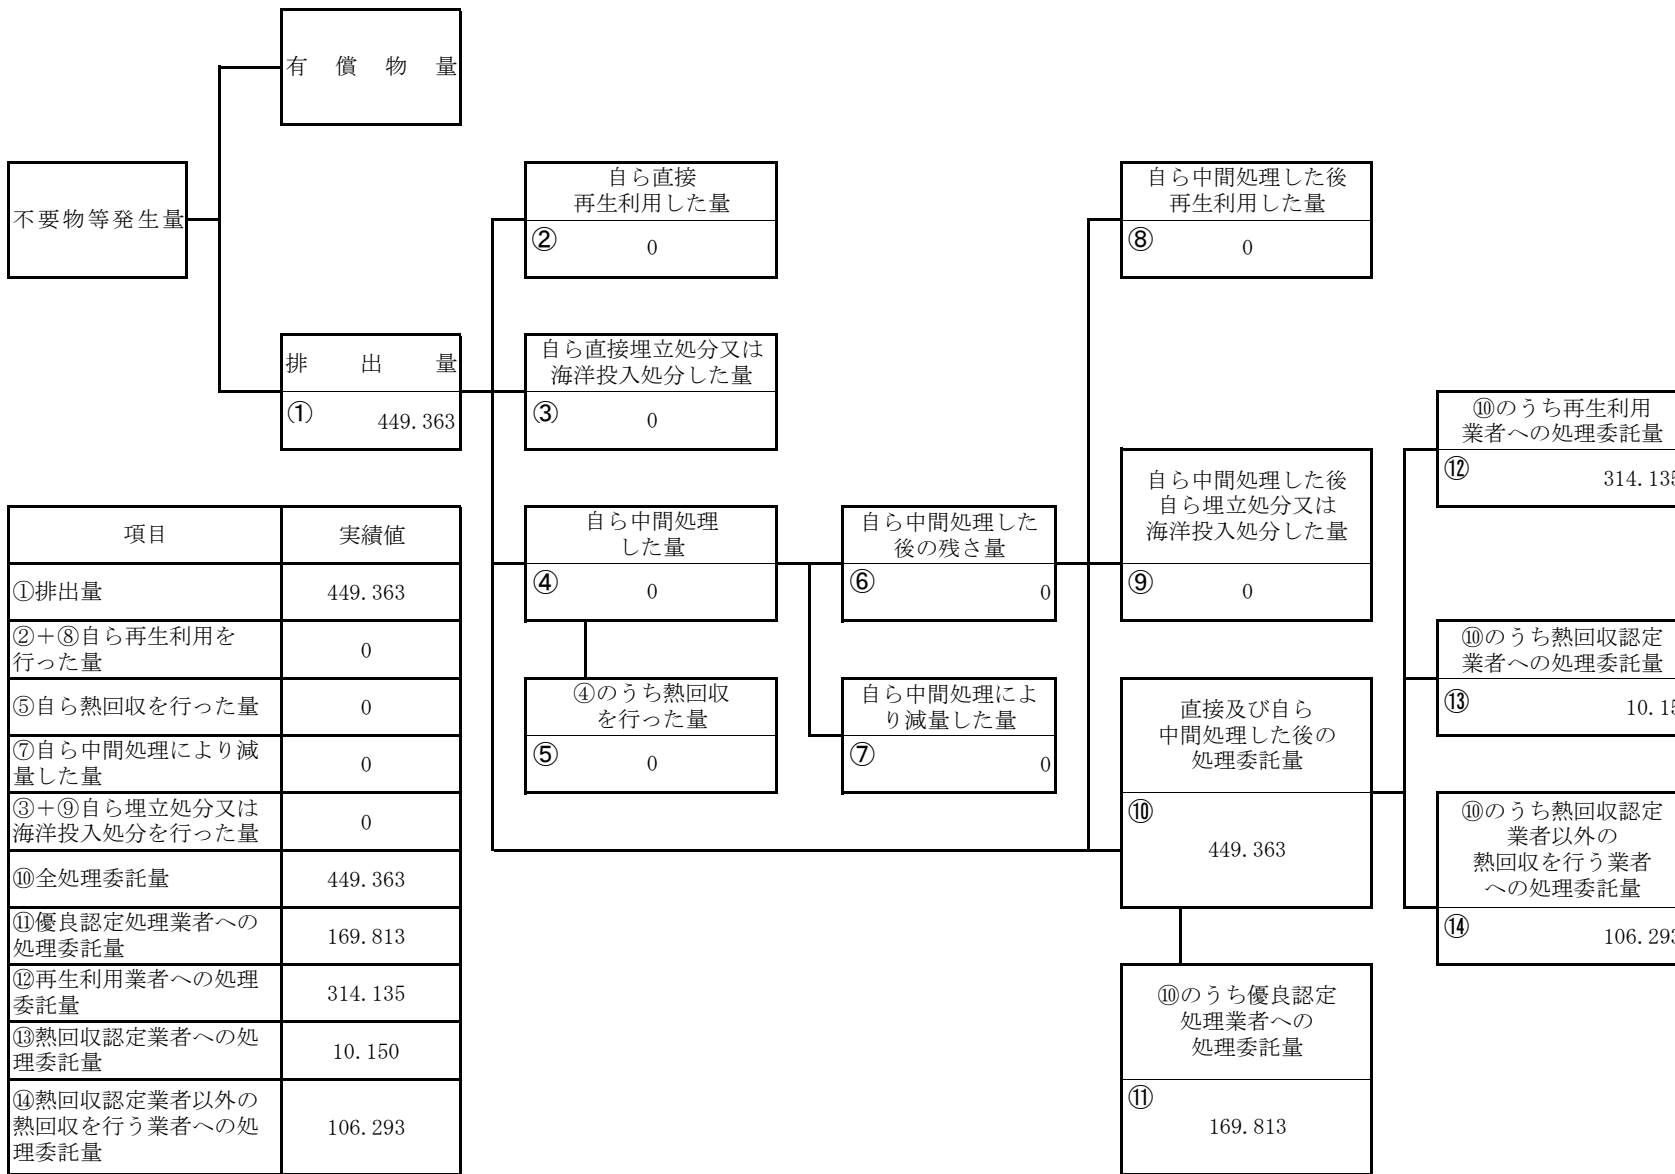 有償物量
不要物等発生量
排出量
① 449.363
自ら直接
再生利用した量
② 0
自ら直接埋立処分又は
海洋投入処分した量
③ 0
自ら中間処理
した量
④ 0
④のうち熱回収
を行った量
⑤ 0
自ら中間処理した
後の残さ量
⑥ 0
自ら中間処理によ
り減量した量
⑦ 0
自ら中間処理した後
再生利用した量
⑧ 0
自ら中間処理した後
自ら埋立処分又は
海洋投入処分した量
⑨ 0
直接及び自ら
中間処理した後の
処理委託量
⑩
449.363
⑩のうち優良認定
処理業者への
処理委託量
⑪
169.813
⑩のうち再生利用
業者への処理委託量
⑫ 314.135
⑩のうち熱回収認定
業者への処理委託量
⑬ 10.15
⑩のうち熱回収認定
業者以外の
熱回収を行う業者
への処理委託量
⑭ 106.293
項目 実績値
①排出量 449.363
②+⑧自ら再生利用を
行った量 0
⑤自ら熱回収を行った量 0
⑦自ら中間処理により減
量した量 0
③+⑨自ら埋立処分又は
海洋投入処分を行った量 0
⑩全処理委託量 449.363
⑪優良認定処理業者への
処理委託量 169.813
⑫再生利用業者への処理
委託量 314.135
⑬熱回収認定業者への処
理委託量 10.150
⑭熱回収認定業者以外の
熱回収を行う業者への処
理委託量 106.293